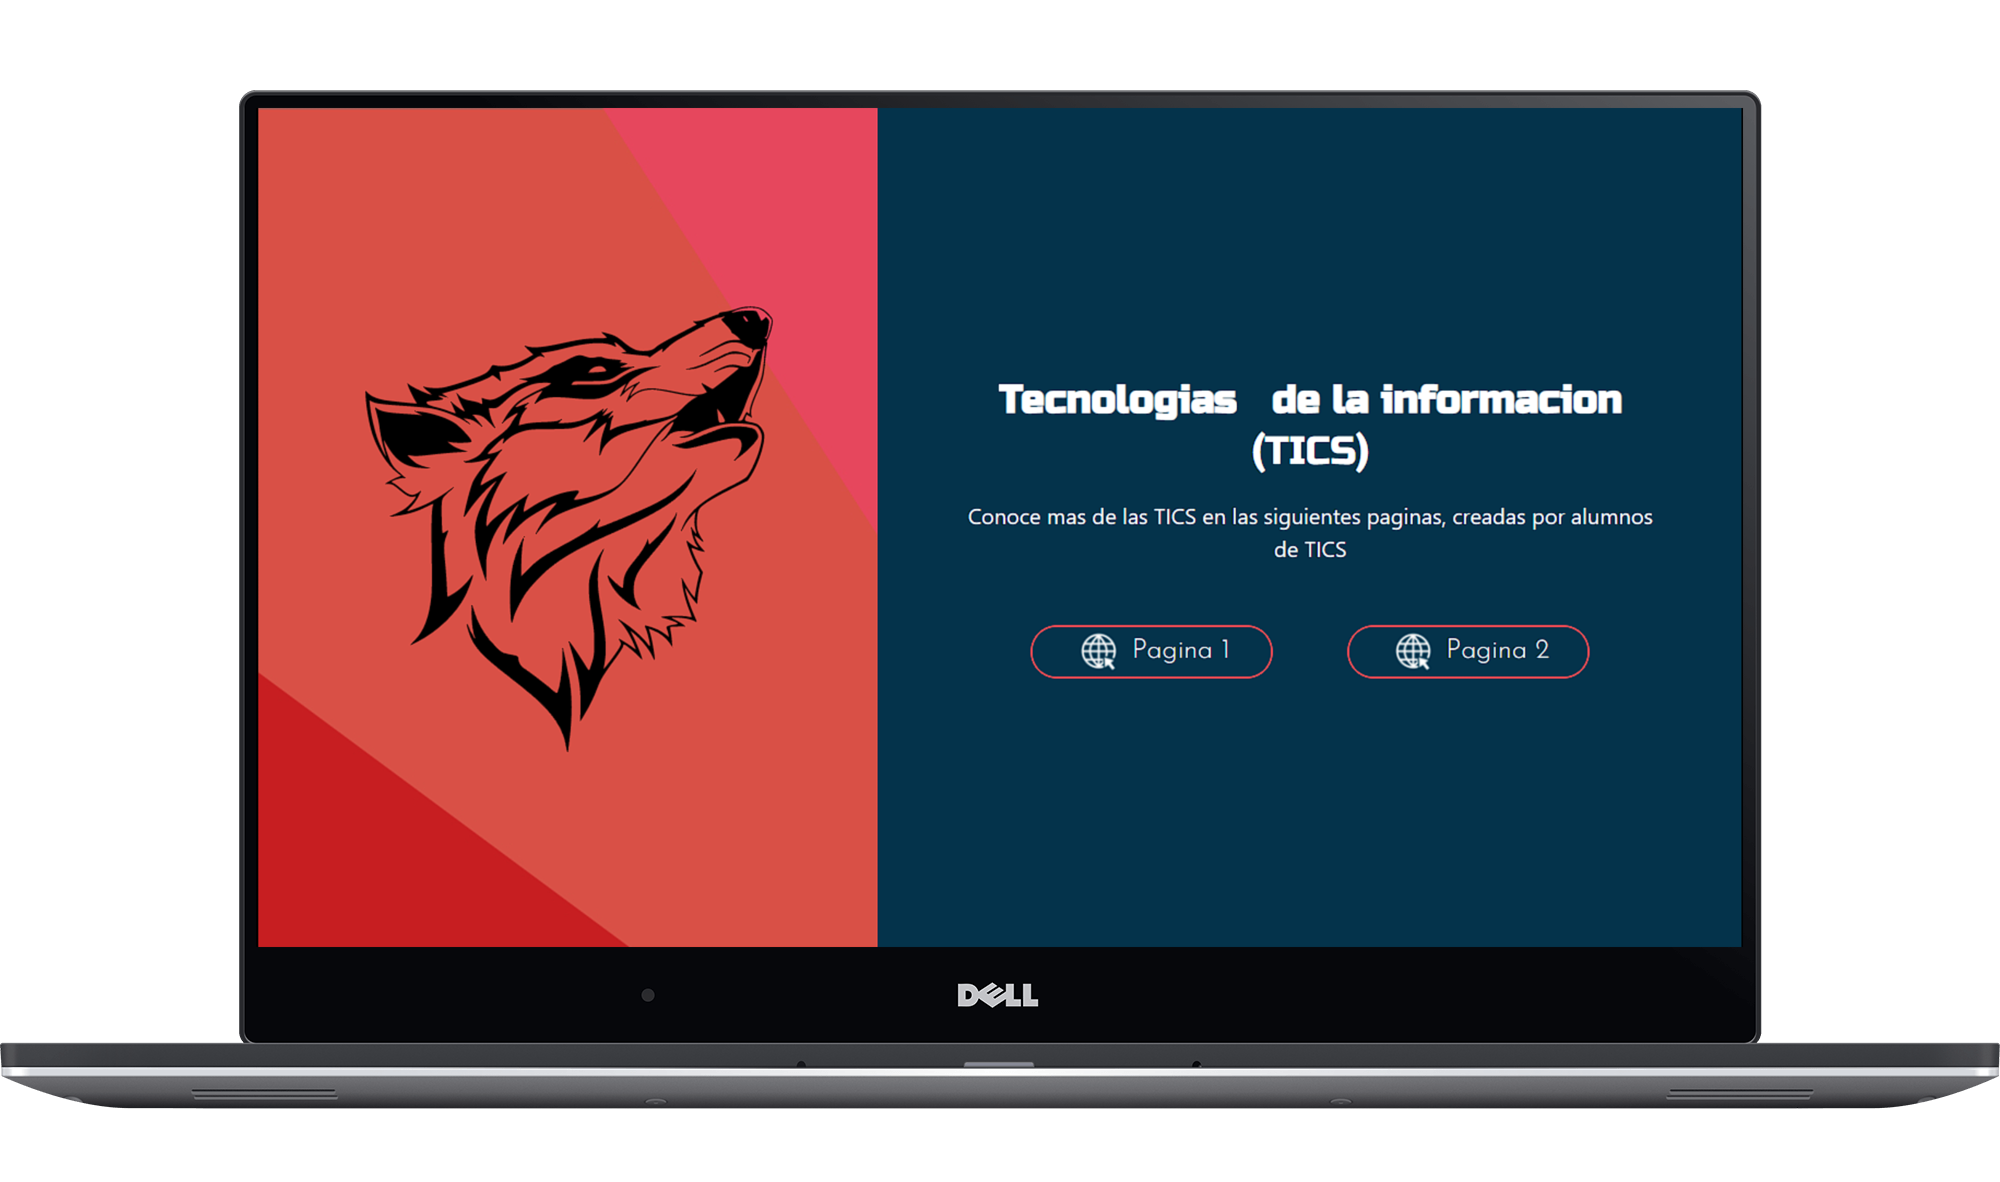 Tecnologias de la informacion
(TICS)
Conoce mas de las TICS en las siguientes paginas, creadas por alumnos
de TICS
Pagina 1
Pagina 2
DELL